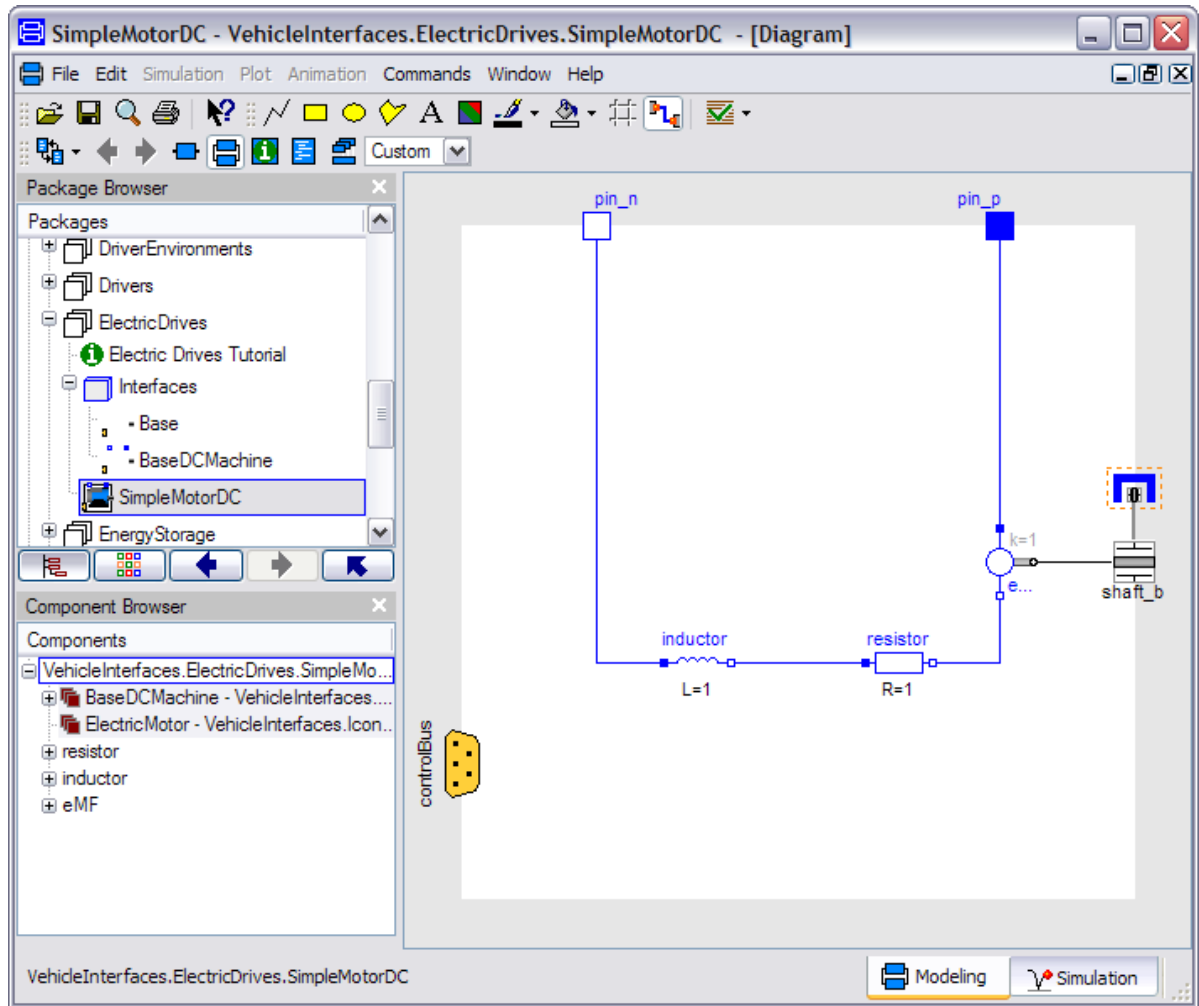 SimpleMotorDC - VehicleInterfaces.ElectricDrives.SimpleMotorDC - [Diagram]
File Edit Simulation Plot Animation Commands Window Help
Custom
Package Browser
Packages
DriverEnvironments
Drivers
ElectricDrives
Electric Drives Tutorial
Interfaces
Base
BaseDCMachine
SimpleMotorDC
EnergyStorage
Component Browser
Components
VehicleInterfaces.ElectricDrives.SimpleMo...
BaseDCMachine - VehicleInterfaces....
ElectricMotor - VehicleInterfaces.Icon..
resistor
inductor
eMF
pin_n
pin_p
k=1
e...
shaft_b
inductor
resistor
L=1
R=1
controlBus
VehicleInterfaces.ElectricDrives.SimpleMotorDC
Modeling
Simulation